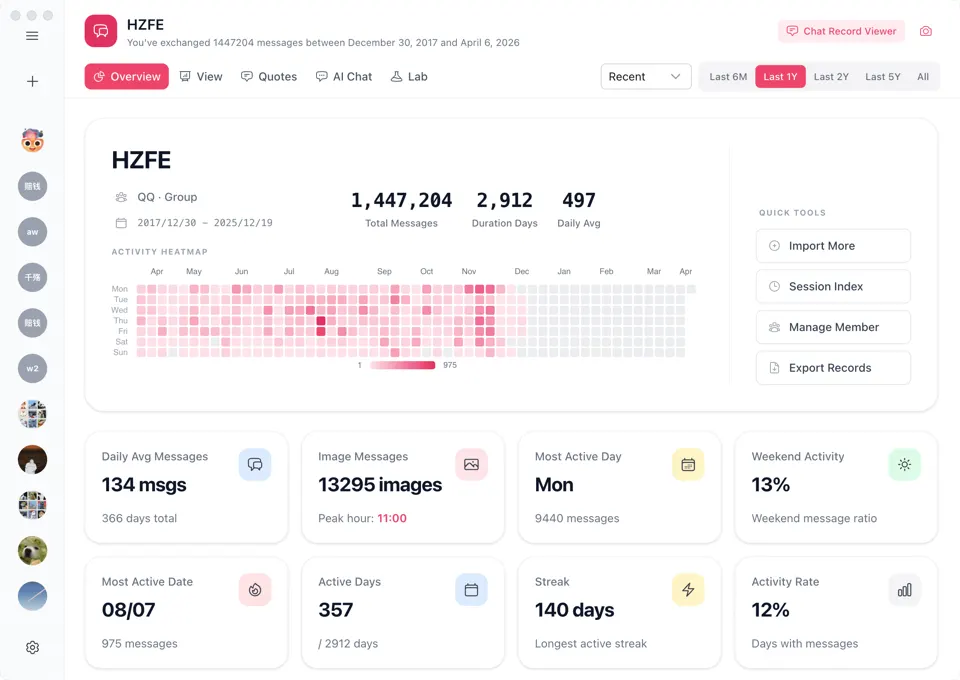 HZFE
You've exchanged 1447204 messages between December 30, 2017 and April 6, 2026
Chat Record Viewer
Overview View Quotes AI Chat Lab
Recent Last 6M Last 1Y Last 2Y Last 5Y All
赔钱
aw
w2
HZFE
QQ · Group
2017/12/30 – 2025/12/19
1,447,204 2,912 497
Total Messages Duration Days Daily Avg
ACTIVITY HEATMAP
Apr May Jun Jul Aug Sep Oct Nov Dec Jan Feb Mar Apr
Mon
Tue
Wed
Thu
Fri
Sat
Sun
1 975
QUICK TOOLS
Import More
Session Index
Manage Member
Export Records
Daily Avg Messages
134 msgs
366 days total
Image Messages
13295 images
Peak hour: 11:00
Most Active Day
Mon
9440 messages
Weekend Activity
13%
Weekend message ratio
Most Active Date
08/07
975 messages
Active Days
357
/ 2912 days
Streak
140 days
Longest active streak
Activity Rate
12%
Days with messages